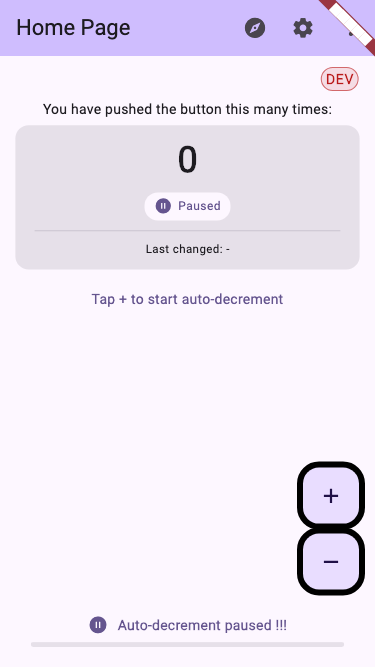 Home Page
DEV
You have pushed the button this many times:
0
Paused
Last changed: -
Tap + to start auto-decrement
+
−
Auto-decrement paused !!!